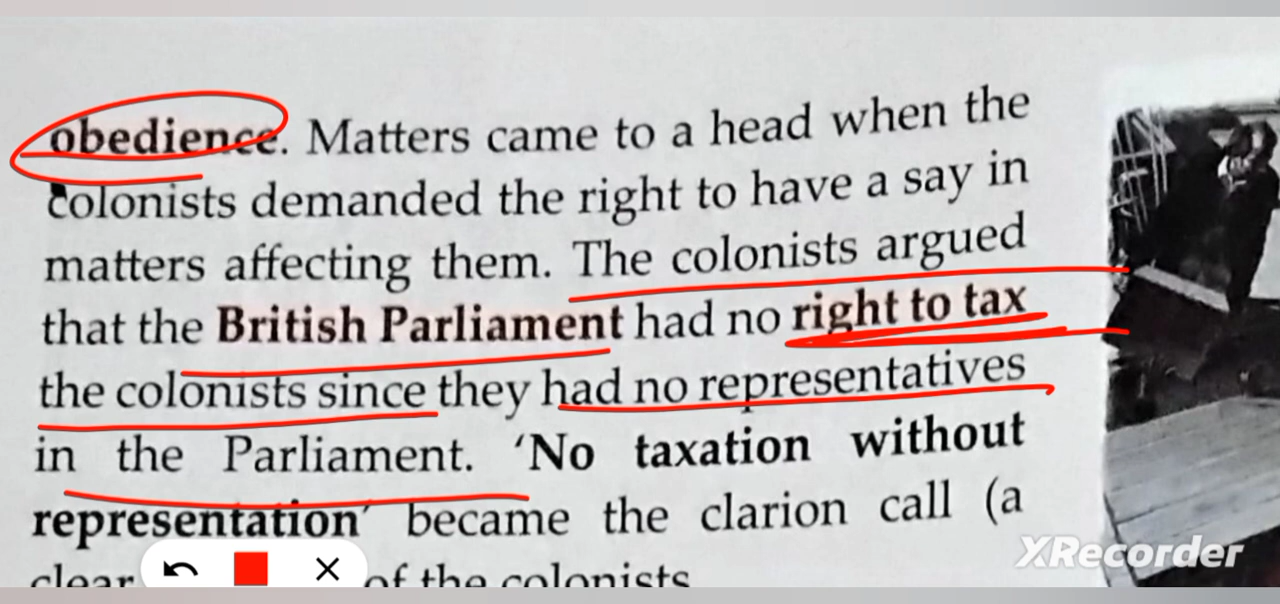 obedience. Matters came to a head when the
colonists demanded the right to have a say in
matters affecting them. The colonists argued
that the British Parliament had no right to tax
the colonists since they had no representatives
in the Parliament. 'No taxation without
representation' became the clarion call (a
clear of the colonists
XRecorder